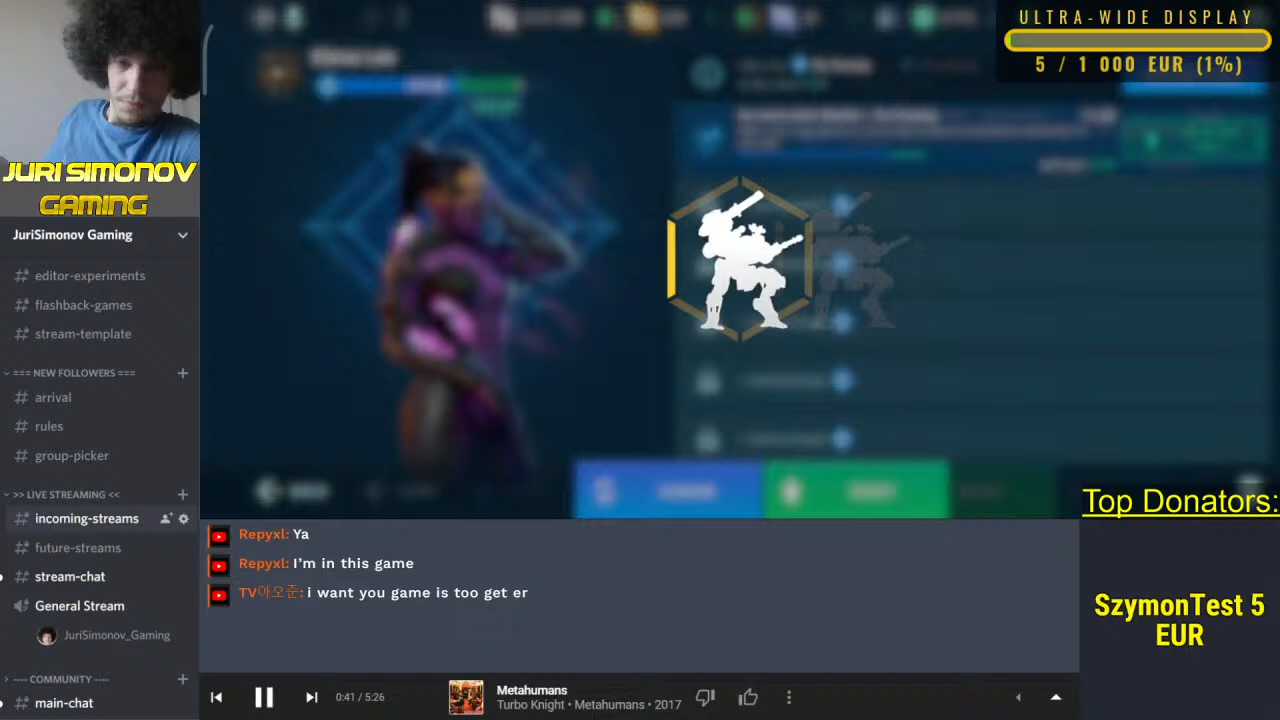 ULTRA-WIDE DISPLAY
5 / 1 000 EUR (1%)
JURI SIMONOV
GAMING
JuriSimonov Gaming
# editor-experiments
# flashback-games
# stream-template
=== NEW FOLLOWERS ===
# arrival
# rules
# group-picker
>> LIVE STREAMING <<
# incoming-streams
# future-streams
# stream-chat
General Stream
JuriSimonov_Gaming
---- COMMUNITY ----
# main-chat
Repyxl: Ya
Repyxl: I'm in this game
TV아오준: i want you game is too get er
Top Donators:
SzymonTest 5
EUR
0:41 / 5:26
Metahumans
Turbo Knight • Metahumans • 2017